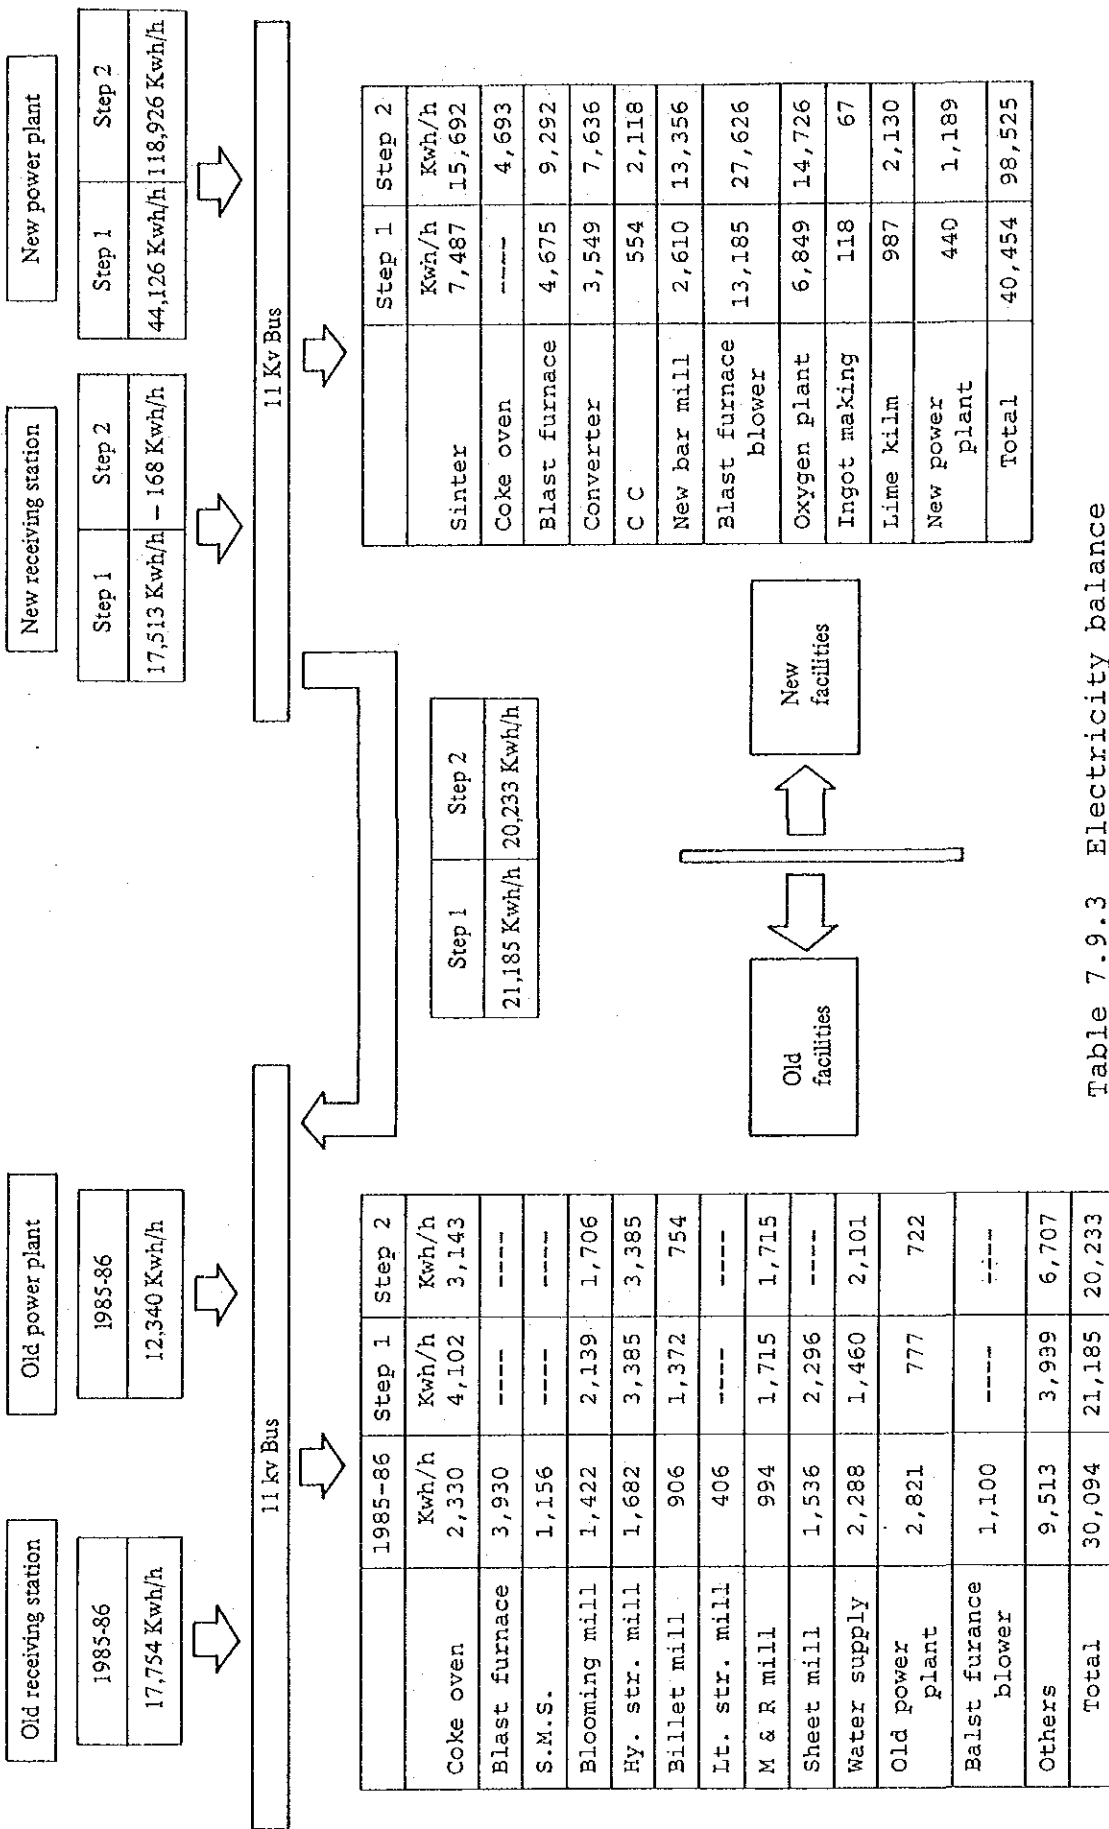 Old receiving station
1985-86
17,754 Kwh/h
Old power plant
1985-86
12,340 Kwh/h
New receiving station
Step 1 Step 2
17,513 Kwh/h – 168 Kwh/h
New power plant
Step 1 Step 2
44,126 Kwh/h 118,926 Kwh/h
11 kv Bus
11 Kv Bus
1985-86 Step 1 Step 2
Kwh/h Kwh/h Kwh/h
Coke oven 2,330 4,102 3,143
Blast furnace 3,930 ---- ----
S.M.S. 1,156 ---- ----
Blooming mill 1,422 2,139 1,706
Hy. str. mill 1,682 3,385 3,385
Billet mill 906 1,372 754
Lt. str. mill 406 ---- ----
M & R mill 994 1,715 1,715
Sheet mill 1,536 2,296 ----
Water supply 2,288 1,460 2,101
Old power 2,821 777 722
plant
Balst furance 1,100 ---- ----
blower
Others 9,513 3,939 6,707
Total 30,094 21,185 20,233
Step 1 Step 2
21,185 Kwh/h 20,233 Kwh/h
Old
facilities
New
facilities
Step 1 Step 2
Kwh/h Kwh/h
Sinter 7,487 15,692
Coke oven ---- 4,693
Blast furnace 4,675 9,292
Converter 3,549 7,636
C C 554 2,118
New bar mill 2,610 13,356
Blast furnace 13,185 27,626
blower
Oxygen plant 6,849 14,726
Ingot making 118 67
Lime kilm 987 2,130
New power 440 1,189
plant
Total 40,454 98,525
Table 7.9.3 Electricity balance